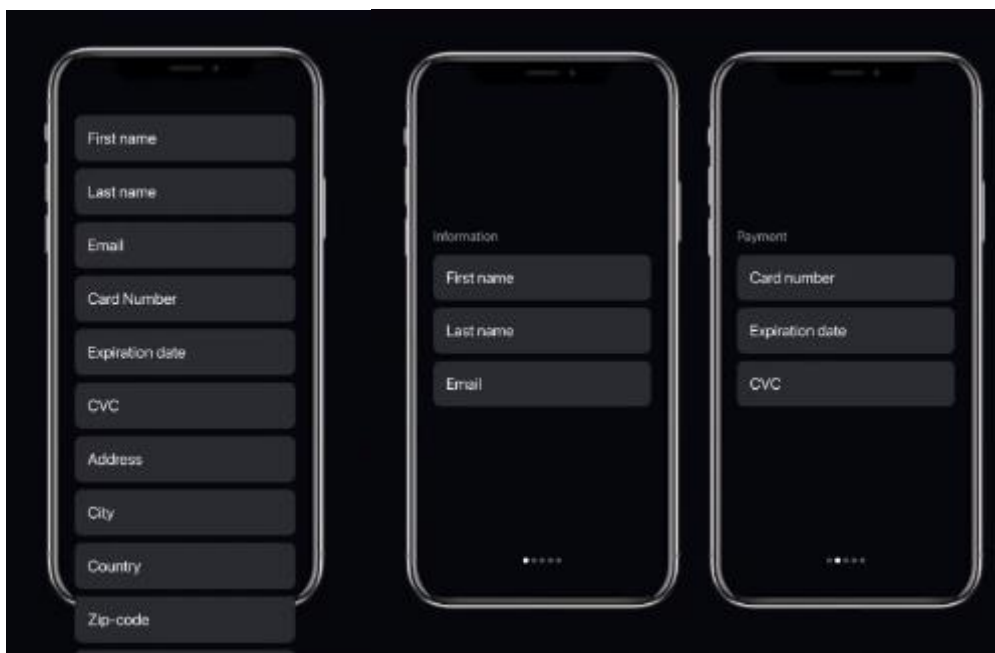 First name
Last name
Email
Card Number
Expiration date
CVC
Address
City
Country
Zip-code
Information
First name
Last name
Email
Payment
Card number
Expiration date
CVC